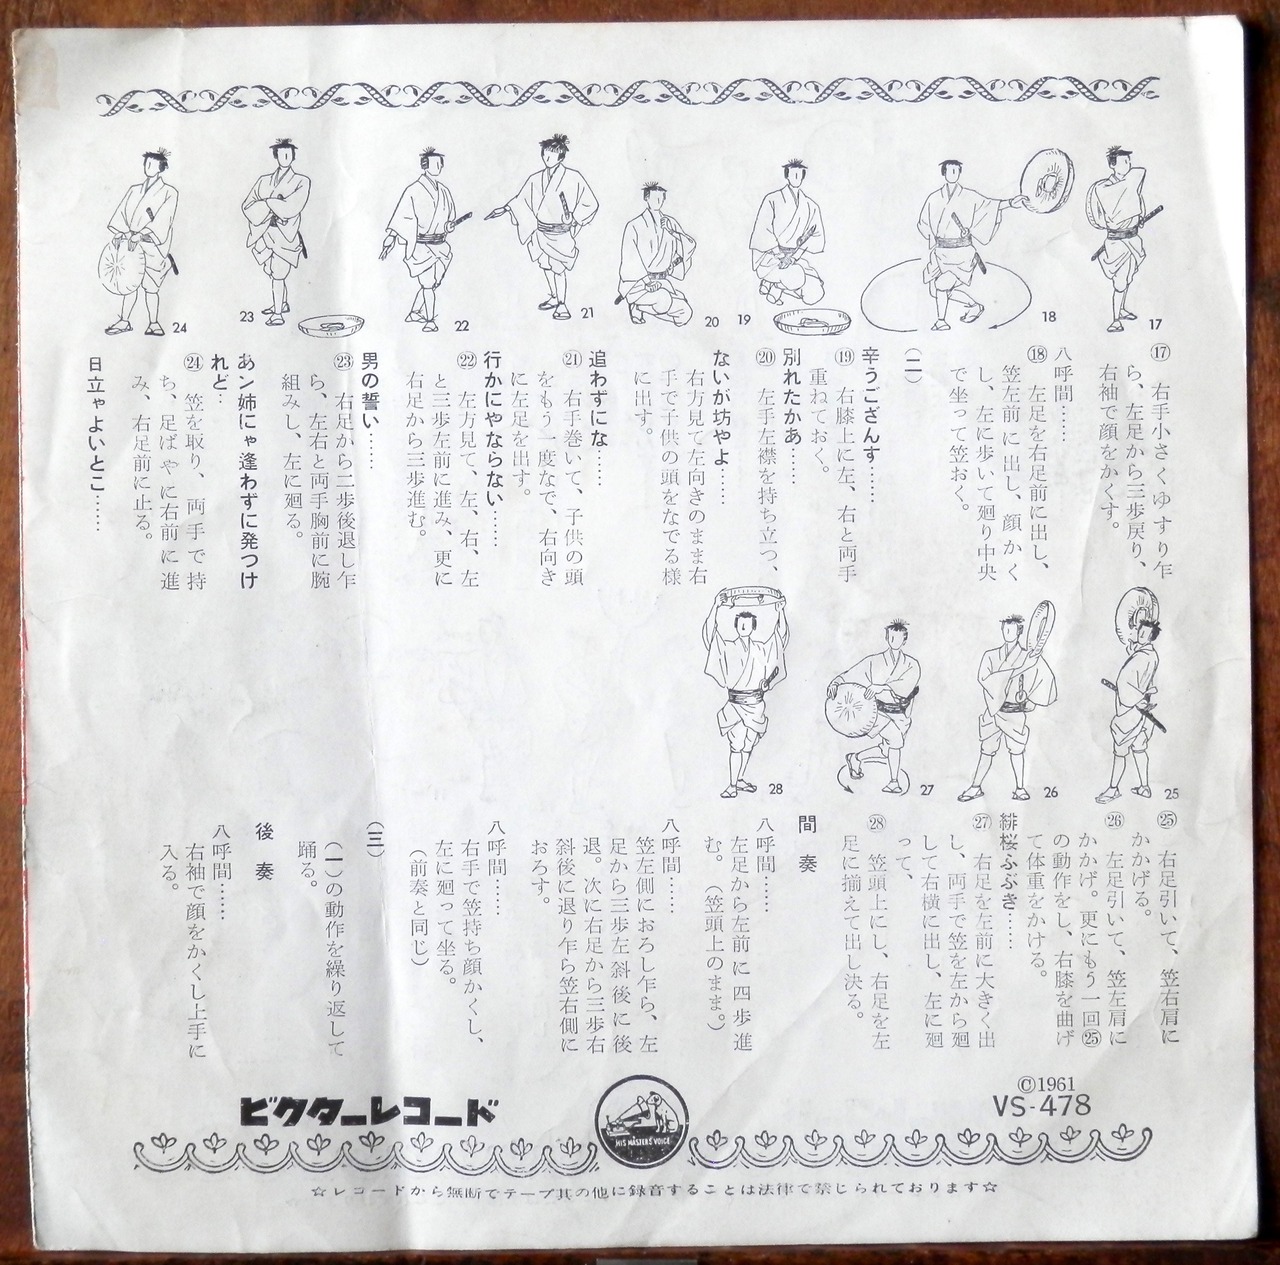 17
18
19
20
21
22
23
24
⑰ 右手小さくゆすり乍
ら、左足から三歩戻り、
右袖で顔をかくす。
八呼間……
⑱ 左足を右足前に出し、
笠左前に出し、顔かく
し、左に歩いて廻り中央
で坐って笠おく。
(二)
辛うござんす……
⑲ 右膝上に左、右と両手
重ねておく。
別れたかあ……
⑳ 左手左襟を持ち立つ、
ないが坊やよ……
右方見て左向きのまま右
手で子供の頭をなでる様
に出す。
追わずにな……
㉑ 右手巻いて、子供の頭
をもう一度なで、右向き
に左足を出す。
行かにゃならない……
㉒ 左方見て、左、右、左
と三歩左前に進み、更に
右足から三歩進む。
男の誓い……
㉓ 右足から二歩後退し乍
ら、左右と両手胸前に腕
組みし、左に廻る。
あン姉にゃ逢わずに発つけ
れど…
㉔ 笠を取り、両手で持
ち、足ばやに右前に進
み、右足前に止る。
日立ゃよいとこ……
25
26
27
28
㉕ 右足引いて、笠右肩に
かかげる。
㉖ 左足引いて、笠左肩に
かかげ。更にもう一回㉕
の動作をし、右膝を曲げ
て体重をかける。
緋桜ふぶき……
㉗ 右足を左前に大きく出
し、両手で笠を左から廻
して右横に出し、左に廻
って、
㉘ 笠頭上にし、右足を左
足に揃えて出し決る。
間奏
八呼間……
左足から左前に四歩進
む。（笠頭上のまま。）
八呼間……
笠左側におろし乍ら、左
足から三歩左斜後に後
退。次に右足から三歩右
斜後に退り乍ら笠右側に
おろす。
八呼間……
右手で笠持ち顔かくし、
左に廻って坐る。
（前奏と同じ）
(三)
(一)の動作を繰り返して
踊る。
後奏
八呼間……
右袖で顔をかくし上手に
入る。
©1961
VS-478
ビクターレコード
HIS MASTER'S VOICE
☆レコードから無断でテープ其の他に録音することは法律で禁じられております☆